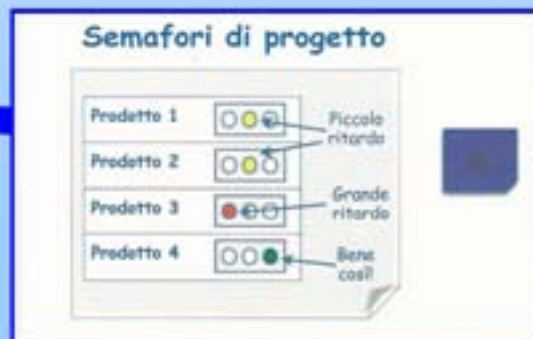 Semafori di progetto
Prodotto 1
Piccolo
ritardo
Prodotto 2
Prodotto 3
Grande
ritardo
Prodotto 4
Bene
così!